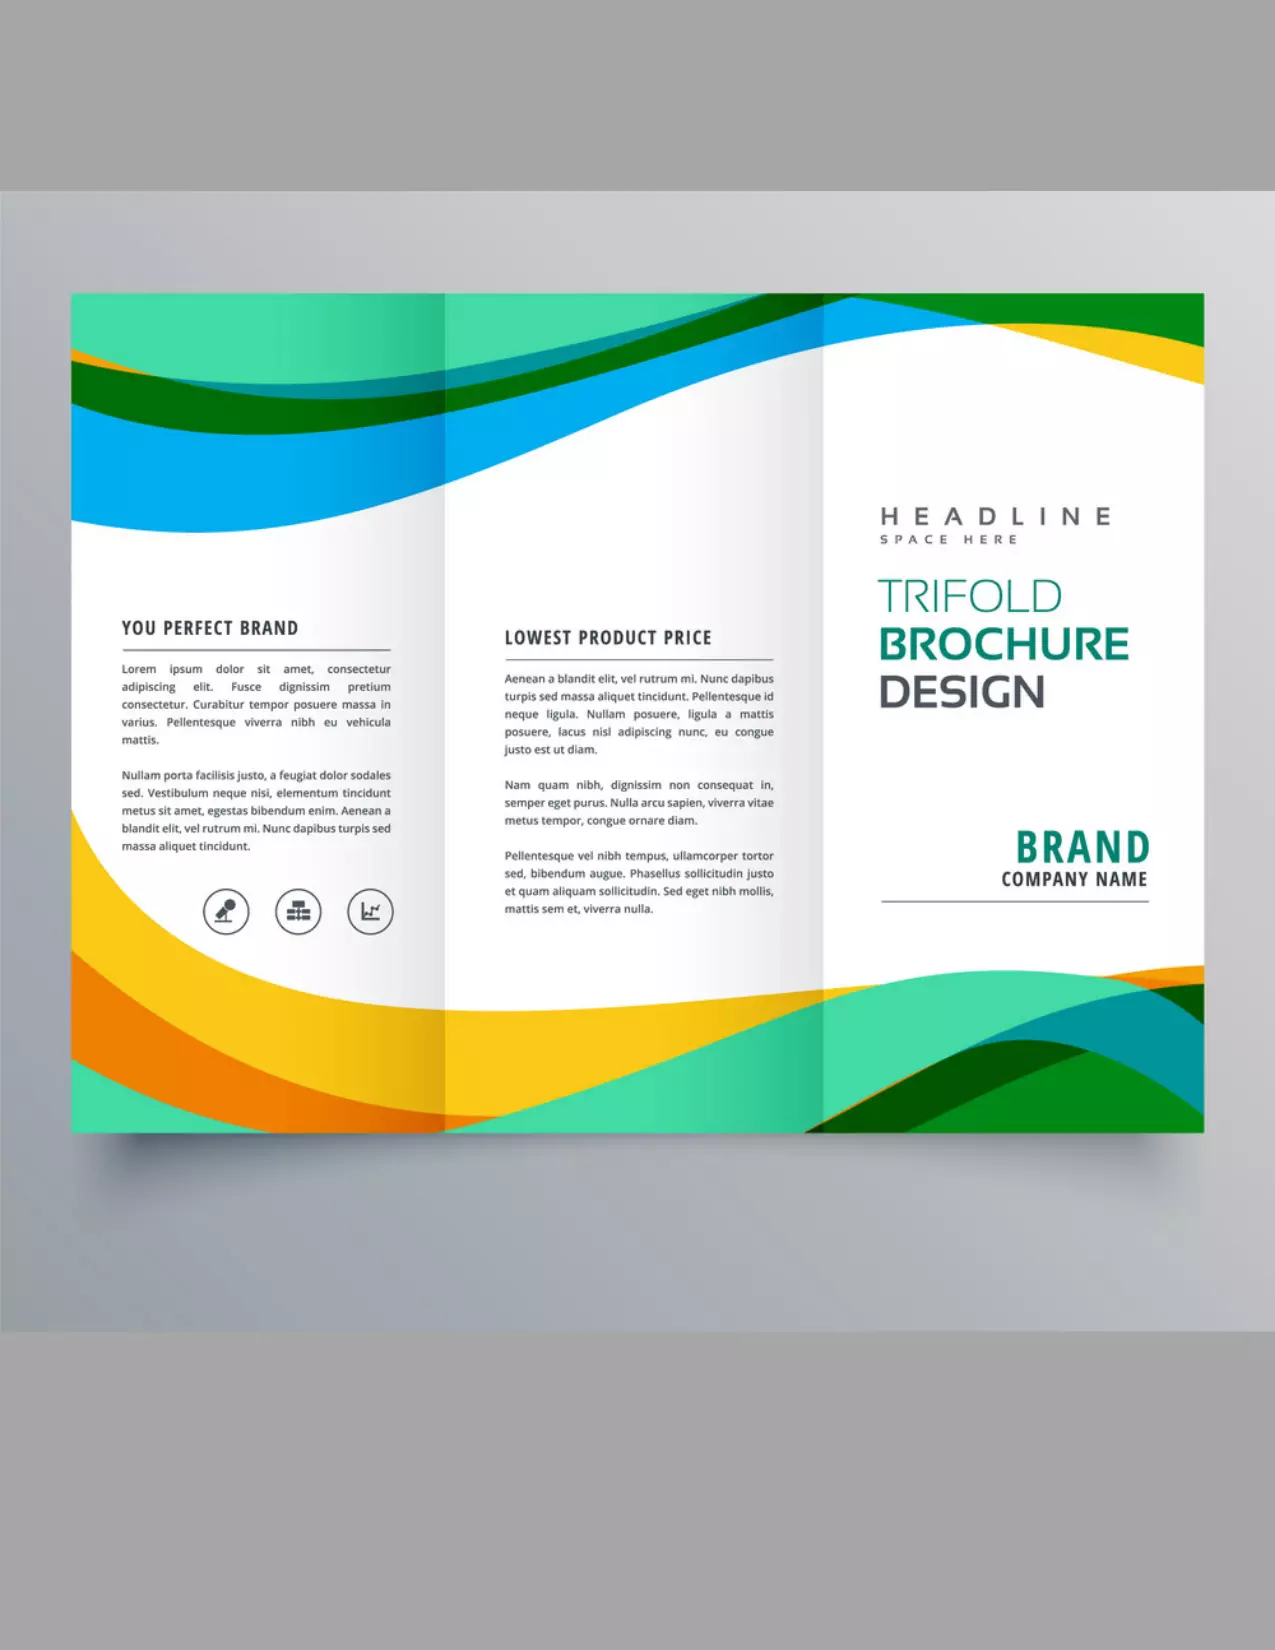 YOU PERFECT BRAND
Lorem ipsum dolor sit amet, consectetur
adipiscing elit. Fusce dignissim pretium
consectetur. Curabitur tempor posuere massa in
varius. Pellentesque viverra nibh eu vehicula
mattis.
Nullam porta facilisis justo, a feugiat dolor sodales
sed. Vestibulum neque nisi, elementum tincidunt
metus sit amet, egestas bibendum enim. Aenean a
blandit elit, vel rutrum mi. Nunc dapibus turpis sed
massa aliquet tincidunt.
LOWEST PRODUCT PRICE
Aenean a blandit elit, vel rutrum mi. Nunc dapibus
turpis sed massa aliquet tincidunt. Pellentesque id
neque ligula. Nullam posuere, ligula a mattis
posuere, lacus nisl adipiscing nunc, eu congue
justo est ut diam.
Nam quam nibh, dignissim non consequat in,
semper eget purus. Nulla arcu sapien, viverra vitae
metus tempor, congue ornare diam.
Pellentesque vel nibh tempus, ullamcorper tortor
sed, bibendum augue. Phasellus sollicitudin justo
et quam aliquam sollicitudin. Sed eget nibh mollis,
mattis sem et, viverra nulla.
HEADLINE
SPACE HERE
TRIFOLD
BROCHURE
DESIGN
BRAND
COMPANY NAME